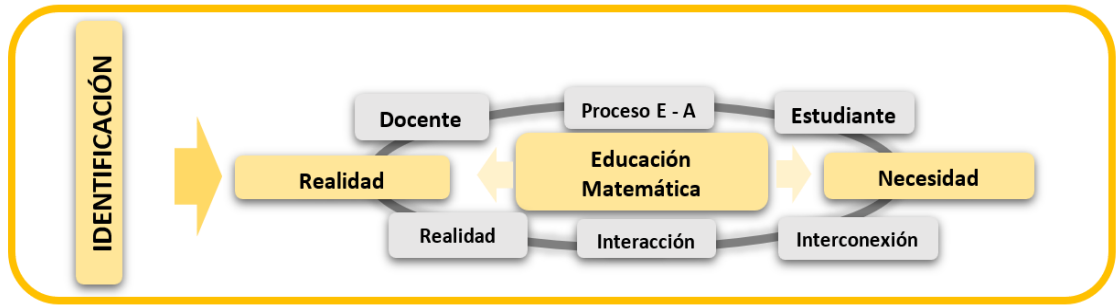 IDENTIFICACIÓN
Docente
Proceso E - A
Estudiante
Realidad
Educación
Matemática
Necesidad
Realidad
Interacción
Interconexión